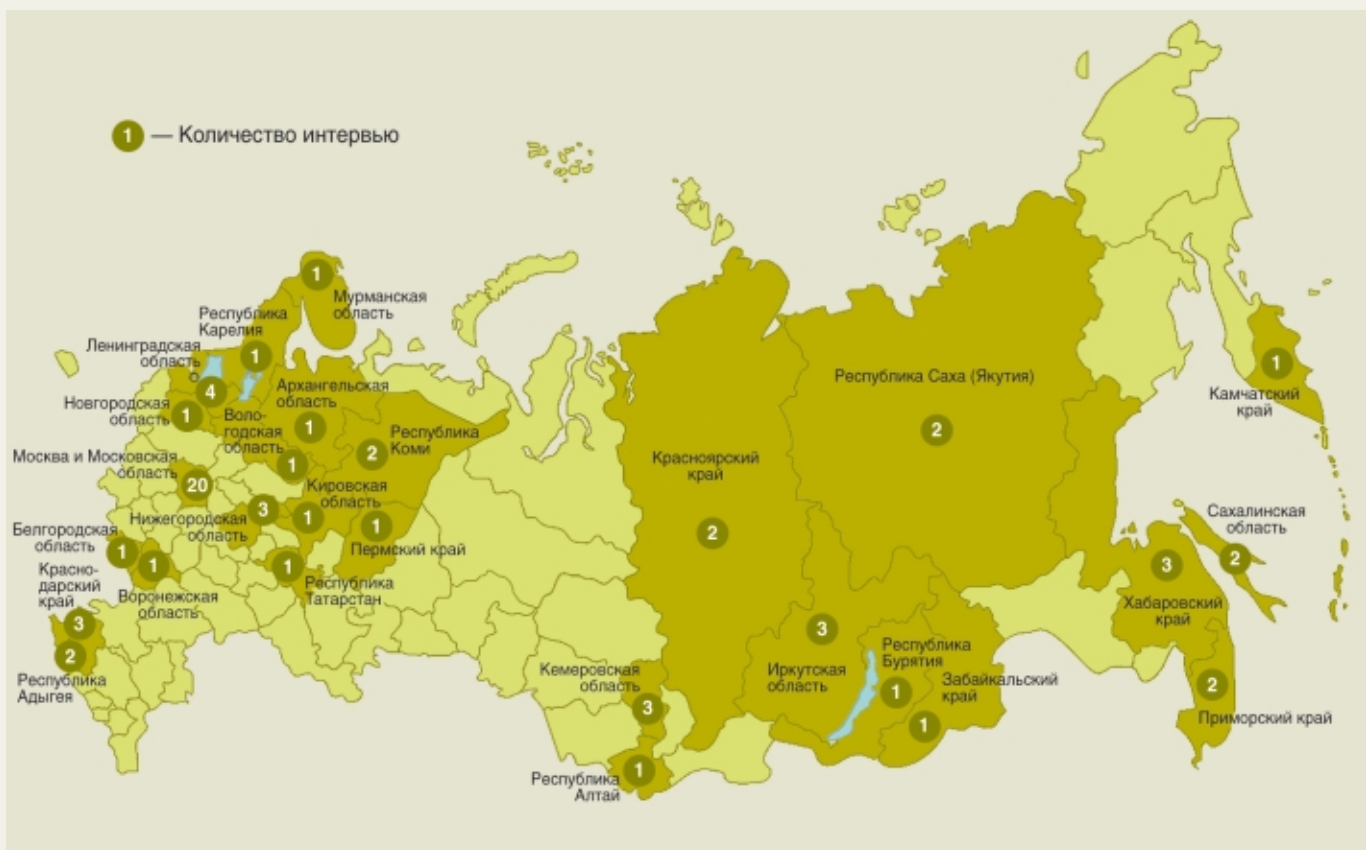 1 — Количество интервью
1
Мурманская
область
Республика
Карелия
1
Ленинградская
область
4
Архангельская
область
1
Новгородская
область
1
Воло-
годская
область
1
Республика
Коми
2
Москва и Московская
область
20
Кировская
область
1
Нижегородская
область
3
Пермский край
1
Белгородская
область
1
Воронежская
область
1
Республика
Татарстан
1
Красно-
дарский
край
3
2
Республика
Адыгея
Красноярский
край
2
Республика Саха (Якутия)
2
1
Камчатский
край
Сахалинская
область
2
3
Хабаровский
край
2
Приморский край
3
Иркутская
область
Республика
Бурятия
1
Забайкальский
край
1
Кемеровская
область
3
1
Республика
Алтай